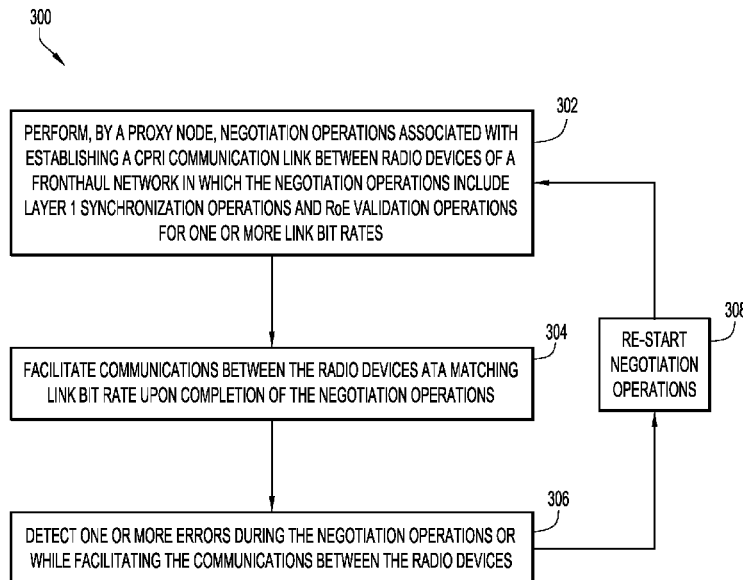 300
302
PERFORM, BY A PROXY NODE, NEGOTIATION OPERATIONS ASSOCIATED WITH
ESTABLISHING A CPRI COMMUNICATION LINK BETWEEN RADIO DEVICES OF A
FRONTHAUL NETWORK IN WHICH THE NEGOTIATION OPERATIONS INCLUDE
LAYER 1 SYNCHRONIZATION OPERATIONS AND RoE VALIDATION OPERATIONS
FOR ONE OR MORE LINK BIT RATES
304
FACILITATE COMMUNICATIONS BETWEEN THE RADIO DEVICES ATA MATCHING
LINK BIT RATE UPON COMPLETION OF THE NEGOTIATION OPERATIONS
308
RE-START
NEGOTIATION
OPERATIONS
306
DETECT ONE OR MORE ERRORS DURING THE NEGOTIATION OPERATIONS OR
WHILE FACILITATING THE COMMUNICATIONS BETWEEN THE RADIO DEVICES